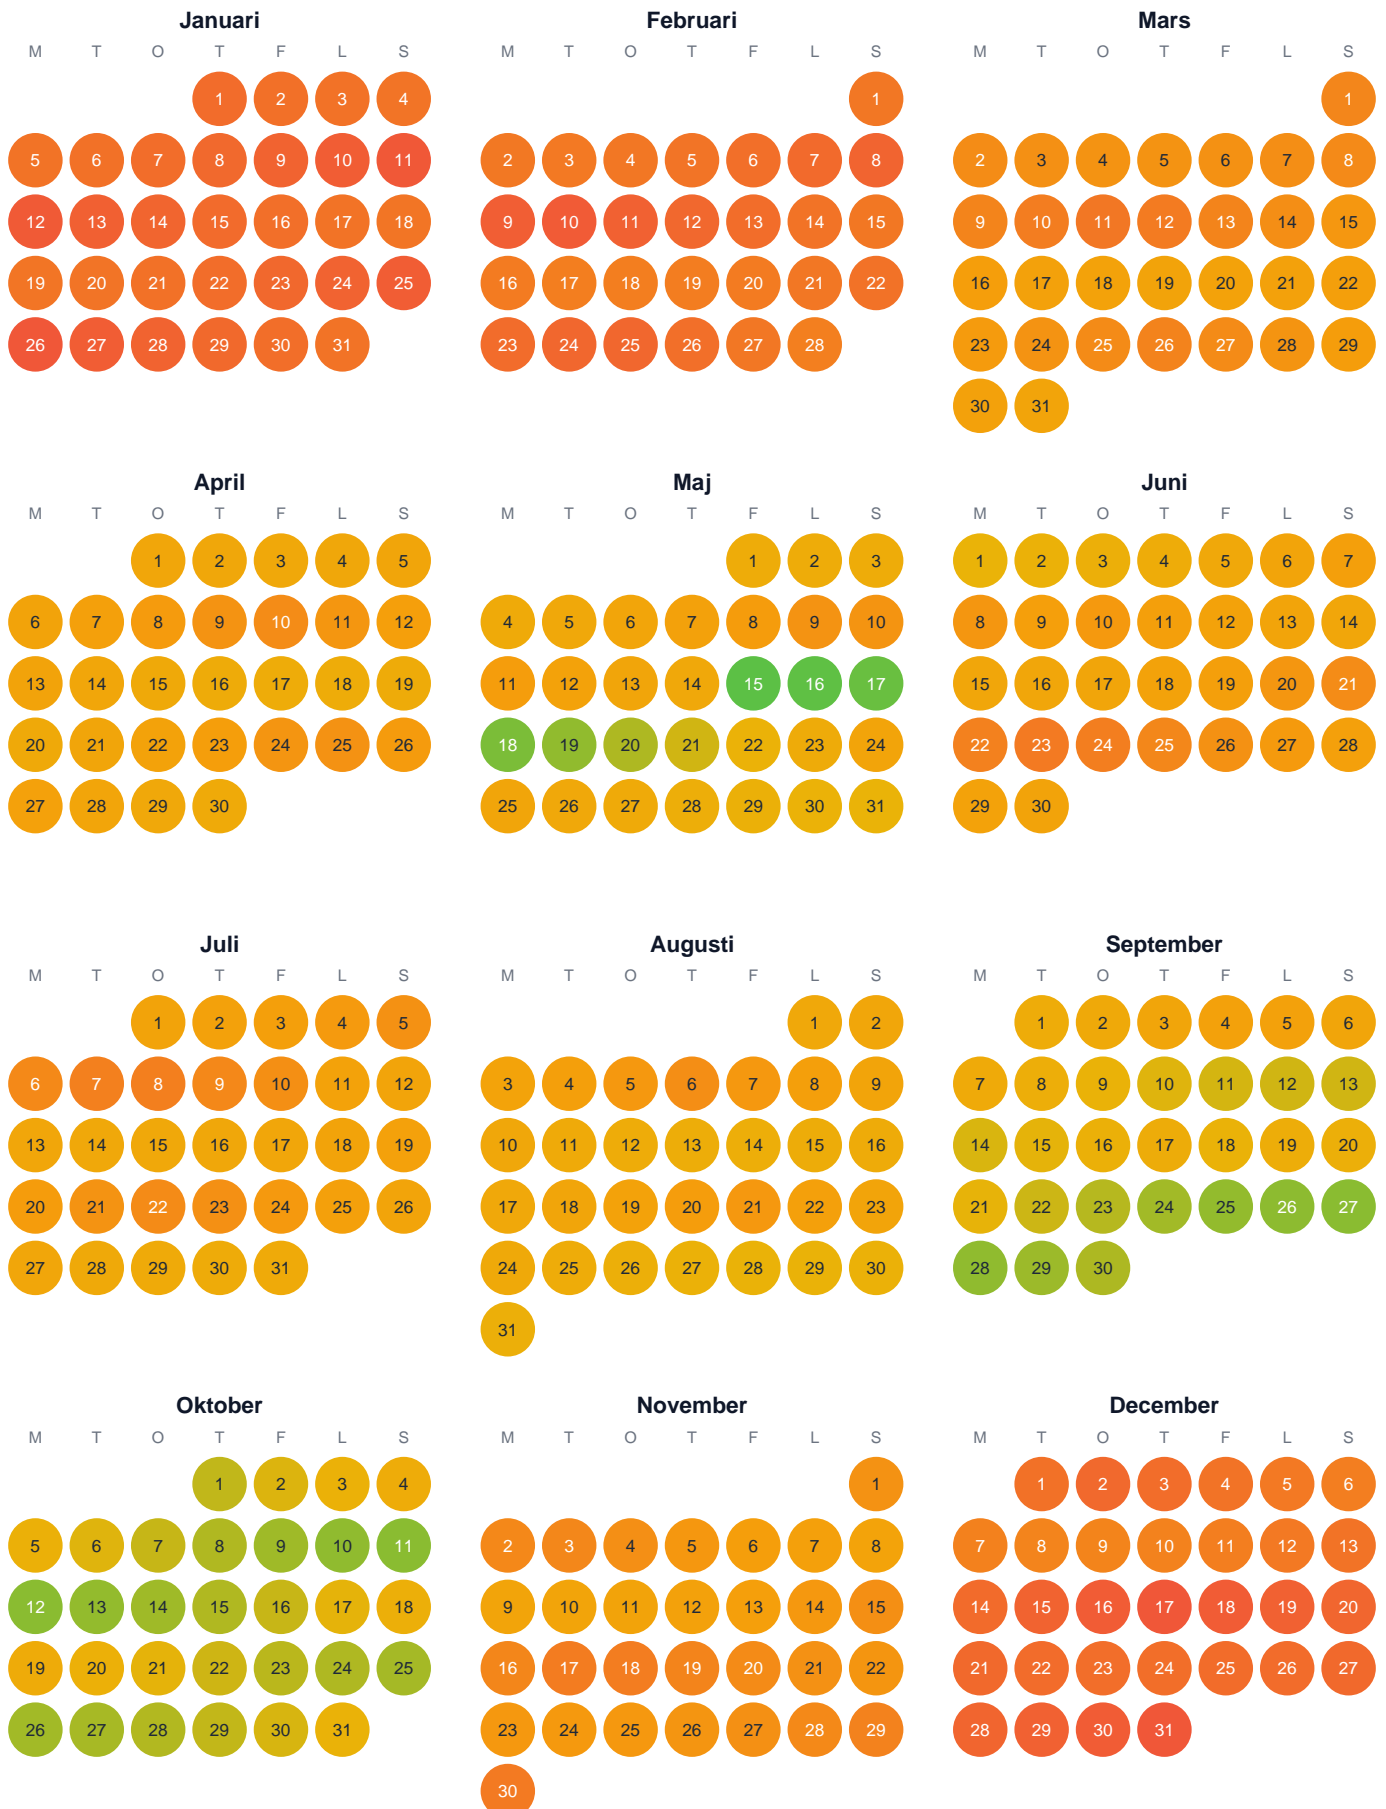 Januari Februari Mars
M T O T F L S M T O T F L S M T O T F L S
1 2 3 4 1 1
5 6 7 8 9 10 11 2 3 4 5 6 7 8 2 3 4 5 6 7 8
12 13 14 15 16 17 18 9 10 11 12 13 14 15 9 10 11 12 13 14 15
19 20 21 22 23 24 25 16 17 18 19 20 21 22 16 17 18 19 20 21 22
26 27 28 29 30 31 23 24 25 26 27 28 23 24 25 26 27 28 29
30 31
April Maj Juni
M T O T F L S M T O T F L S M T O T F L S
1 2 3 4 5 1 2 3 1 2 3 4 5 6 7
6 7 8 9 10 11 12 4 5 6 7 8 9 10 8 9 10 11 12 13 14
13 14 15 16 17 18 19 11 12 13 14 15 16 17 15 16 17 18 19 20 21
20 21 22 23 24 25 26 18 19 20 21 22 23 24 22 23 24 25 26 27 28
27 28 29 30 25 26 27 28 29 30 31 29 30
Juli Augusti September
M T O T F L S M T O T F L S M T O T F L S
1 2 3 4 5 1 2 1 2 3 4 5 6
6 7 8 9 10 11 12 3 4 5 6 7 8 9 7 8 9 10 11 12 13
13 14 15 16 17 18 19 10 11 12 13 14 15 16 14 15 16 17 18 19 20
20 21 22 23 24 25 26 17 18 19 20 21 22 23 21 22 23 24 25 26 27
27 28 29 30 31 24 25 26 27 28 29 30 28 29 30
31
Oktober November December
M T O T F L S M T O T F L S M T O T F L S
1 2 3 4 1 1 2 3 4 5 6
5 6 7 8 9 10 11 2 3 4 5 6 7 8 7 8 9 10 11 12 13
12 13 14 15 16 17 18 9 10 11 12 13 14 15 14 15 16 17 18 19 20
19 20 21 22 23 24 25 16 17 18 19 20 21 22 21 22 23 24 25 26 27
26 27 28 29 30 31 23 24 25 26 27 28 29 28 29 30 31
30